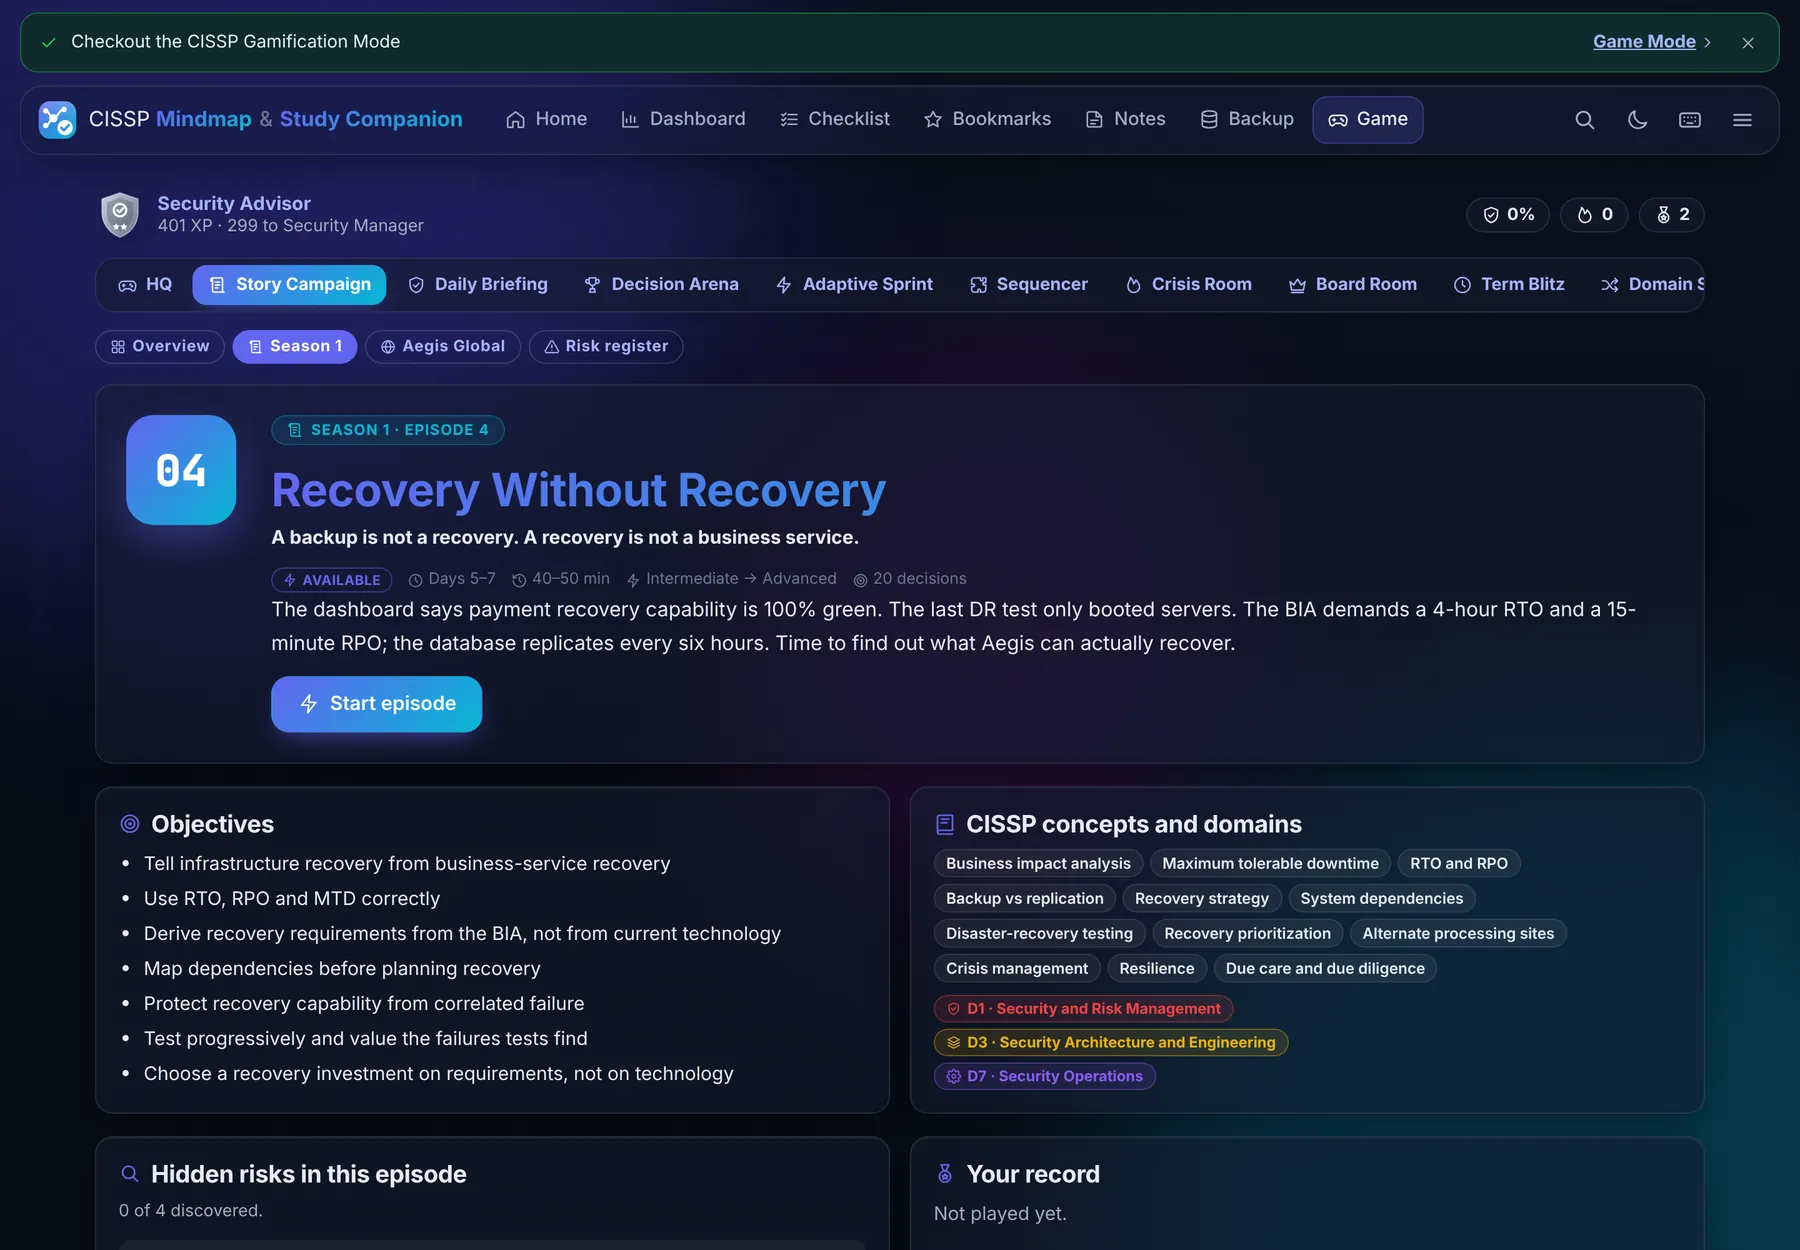 Checkout the CISSP Gamification Mode
Game Mode
CISSP Mindmap & Study Companion
Home
Dashboard
Checklist
Bookmarks
Notes
Backup
Game
Security Advisor
401 XP · 299 to Security Manager
0%
0
2
HQ
Story Campaign
Daily Briefing
Decision Arena
Adaptive Sprint
Sequencer
Crisis Room
Board Room
Term Blitz
Domain S
Overview
Season 1
Aegis Global
Risk register
04
SEASON 1 · EPISODE 4
Recovery Without Recovery
A backup is not a recovery. A recovery is not a business service.
AVAILABLE
Days 5–7
40–50 min
Intermediate → Advanced
20 decisions
The dashboard says payment recovery capability is 100% green. The last DR test only booted servers. The BIA demands a 4-hour RTO and a 15-
minute RPO; the database replicates every six hours. Time to find out what Aegis can actually recover.
Start episode
Objectives
• Tell infrastructure recovery from business-service recovery
• Use RTO, RPO and MTD correctly
• Derive recovery requirements from the BIA, not from current technology
• Map dependencies before planning recovery
• Protect recovery capability from correlated failure
• Test progressively and value the failures tests find
• Choose a recovery investment on requirements, not on technology
CISSP concepts and domains
Business impact analysis
Maximum tolerable downtime
RTO and RPO
Backup vs replication
Recovery strategy
System dependencies
Disaster-recovery testing
Recovery prioritization
Alternate processing sites
Crisis management
Resilience
Due care and due diligence
D1 · Security and Risk Management
D3 · Security Architecture and Engineering
D7 · Security Operations
Hidden risks in this episode
0 of 4 discovered.
Your record
Not played yet.